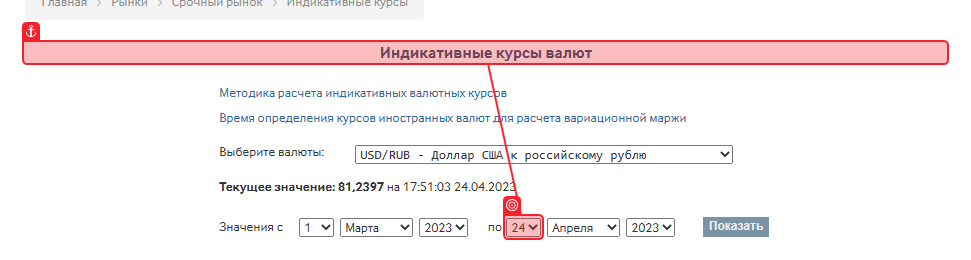 Главная > Рынки > Срочный рынок > Индикативные курсы
Индикативные курсы валют
Методика расчета индикативных валютных курсов
Время определения курсов иностранных валют для расчета вариационной маржи
Выберите валюты: USD/RUB - Доллар США к российскому рублю
Текущее значение: 81,2397 на 17:51:03 24.04.2023
Значения с 1 Марта 2023 по 24 Апреля 2023 Показать